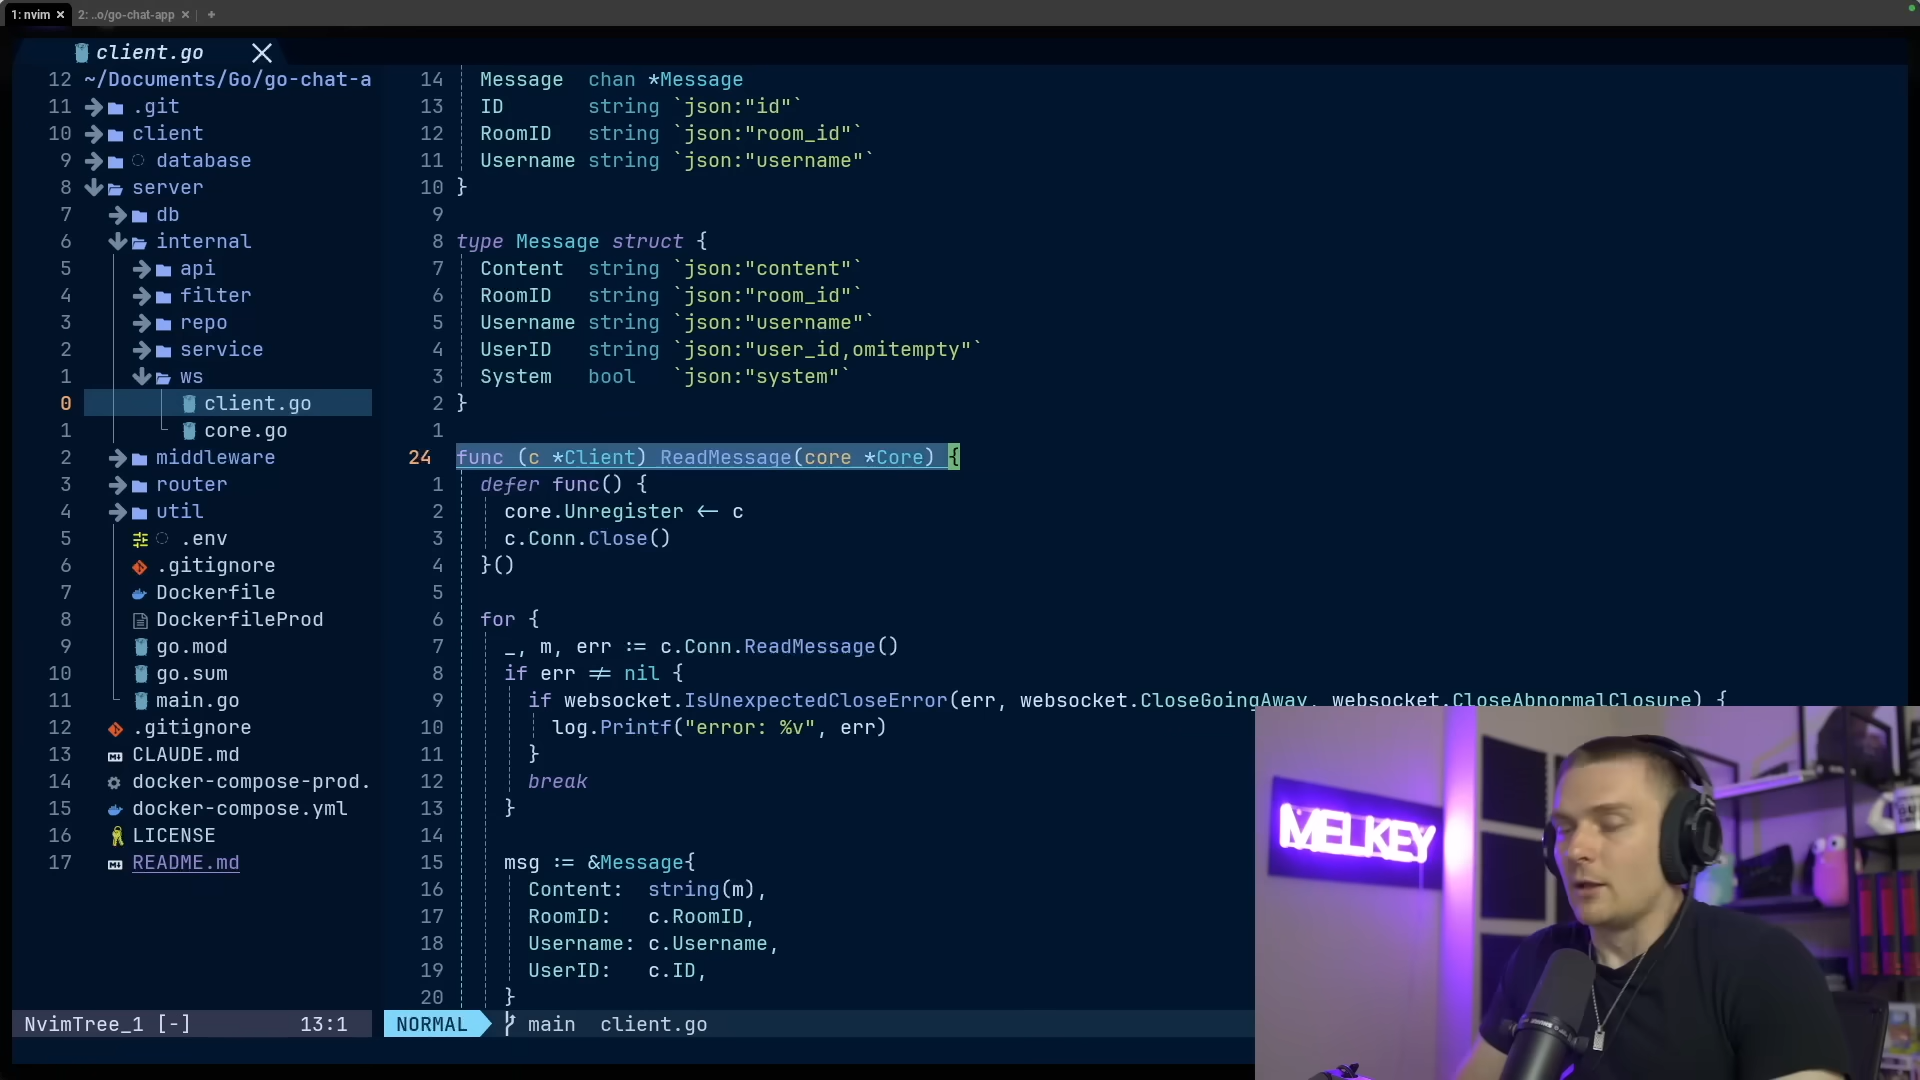 1: nvim ✕ 2: ..o/go-chat-app ✕ +
client.go ✕
12 ~/Documents/Go/go-chat-a
11 .git
10 client
9 database
8 server
7 db
6 internal
5 api
4 filter
3 repo
2 service
1 ws
0 client.go
1 core.go
2 middleware
3 router
4 util
5 .env
6 .gitignore
7 Dockerfile
8 DockerfileProd
9 go.mod
10 go.sum
11 main.go
12 .gitignore
13 CLAUDE.md
14 docker-compose-prod.
15 docker-compose.yml
16 LICENSE
17 README.md
NvimTree_1 [-] 13:1
14 Message chan *Message
13 ID string `json:"id"`
12 RoomID string `json:"room_id"`
11 Username string `json:"username"`
10 }
9
8 type Message struct {
7 Content string `json:"content"`
6 RoomID string `json:"room_id"`
5 Username string `json:"username"`
4 UserID string `json:"user_id,omitempty"`
3 System bool `json:"system"`
2 }
1
24 func (c *Client) ReadMessage(core *Core) {
1 defer func() {
2 core.Unregister <- c
3 c.Conn.Close()
4 }()
5
6 for {
7 _, m, err := c.Conn.ReadMessage()
8 if err != nil {
9 if websocket.IsUnexpectedCloseError(err, websocket.CloseGoingAway, websocket.CloseAbnormalClosure) {
10 log.Printf("error: %v", err)
11 }
12 break
13 }
14
15 msg := &Message{
16 Content: string(m),
17 RoomID: c.RoomID,
18 Username: c.Username,
19 UserID: c.ID,
20 }
NORMAL main client.go
MELKEY